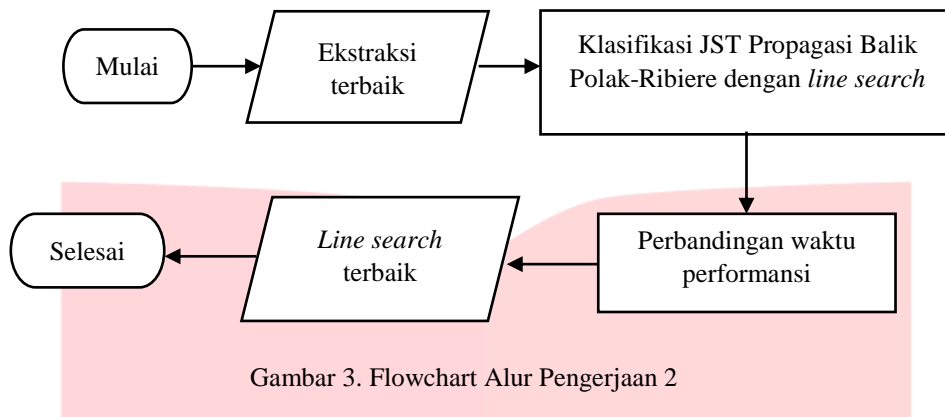 Mulai
Ekstraksi
terbaik
Klasifikasi JST Propagasi Balik
Polak-Ribiere dengan line search
Perbandingan waktu
performansi
Line search
terbaik
Selesai
Gambar 3. Flowchart Alur Pengerjaan 2